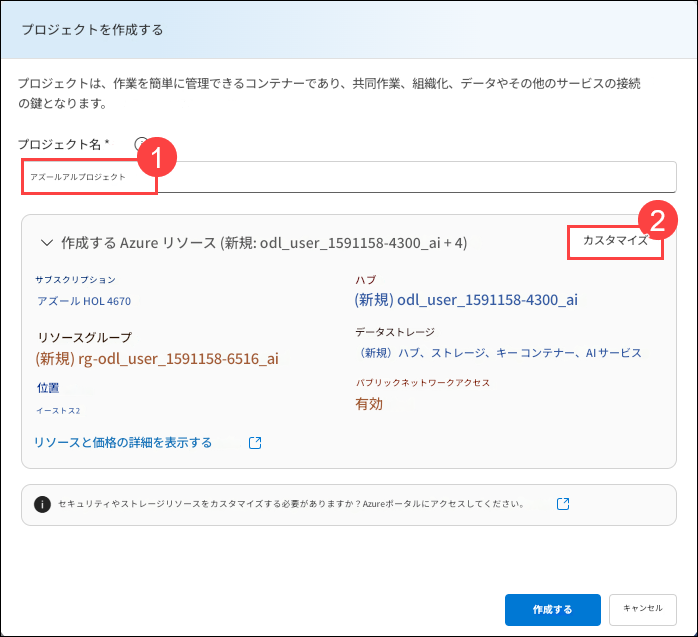 プロジェクトを作成する
プロジェクトは、作業を簡単に管理できるコンテナーであり、共同作業、組織化、データやその他のサービスの接続
の鍵となります。
プロジェクト名 *
1
アズールアルプロジェクト
2
作成する Azure リソース (新規: odl_user_1591158-4300_ai + 4)
カスタマイズ
サブスクリプション
アズール HOL 4670
ハブ
(新規) odl_user_1591158-4300_ai
リソースグループ
(新規) rg-odl_user_1591158-6516_ai
データストレージ
（新規）ハブ、ストレージ、キー コンテナー、AI サービス
位置
イーストス2
パブリックネットワークアクセス
有効
リソースと価格の詳細を表示する
セキュリティやストレージリソースをカスタマイズする必要がありますか？Azureポータルにアクセスしてください。
作成する
キャンセル